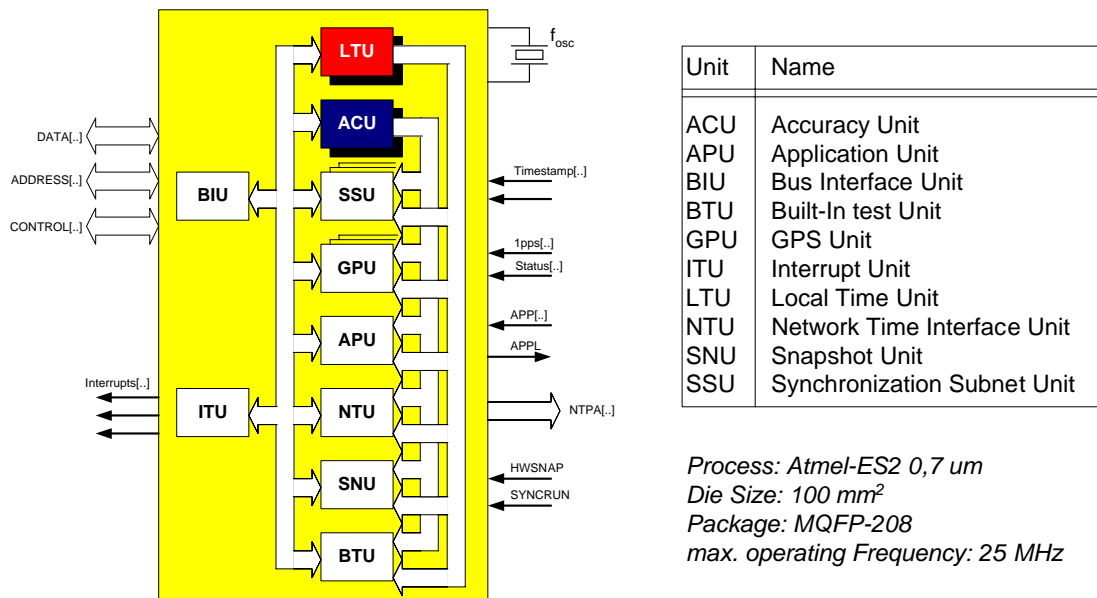 f_osc
LTU
ACU
DATA[..]
ADDRESS[..]
CONTROL[..]
BIU
SSU
Timestamp[..]
GPU
1pps[..]
Status[..]
APU
APP[..]
APPL
Interrupts[..]
ITU
NTU
NTPA[..]
SNU
HWSNAP
SYNCRUN
BTU
Unit Name
ACU Accuracy Unit
APU Application Unit
BIU Bus Interface Unit
BTU Built-In test Unit
GPU GPS Unit
ITU Interrupt Unit
LTU Local Time Unit
NTU Network Time Interface Unit
SNU Snapshot Unit
SSU Synchronization Subnet Unit
Process: Atmel-ES2 0,7 um
Die Size: 100 mm²
Package: MQFP-208
max. operating Frequency: 25 MHz